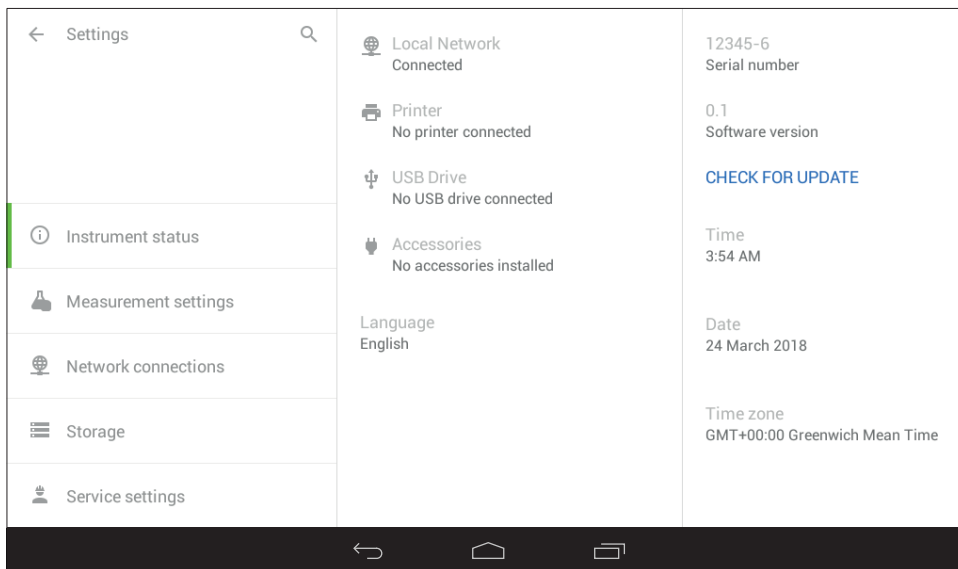 Settings
Instrument status
Measurement settings
Network connections
Storage
Service settings
Local Network
Connected
Printer
No printer connected
USB Drive
No USB drive connected
Accessories
No accessories installed
Language
English
12345-6
Serial number
0.1
Software version
CHECK FOR UPDATE
Time
3:54 AM
Date
24 March 2018
Time zone
GMT+00:00 Greenwich Mean Time